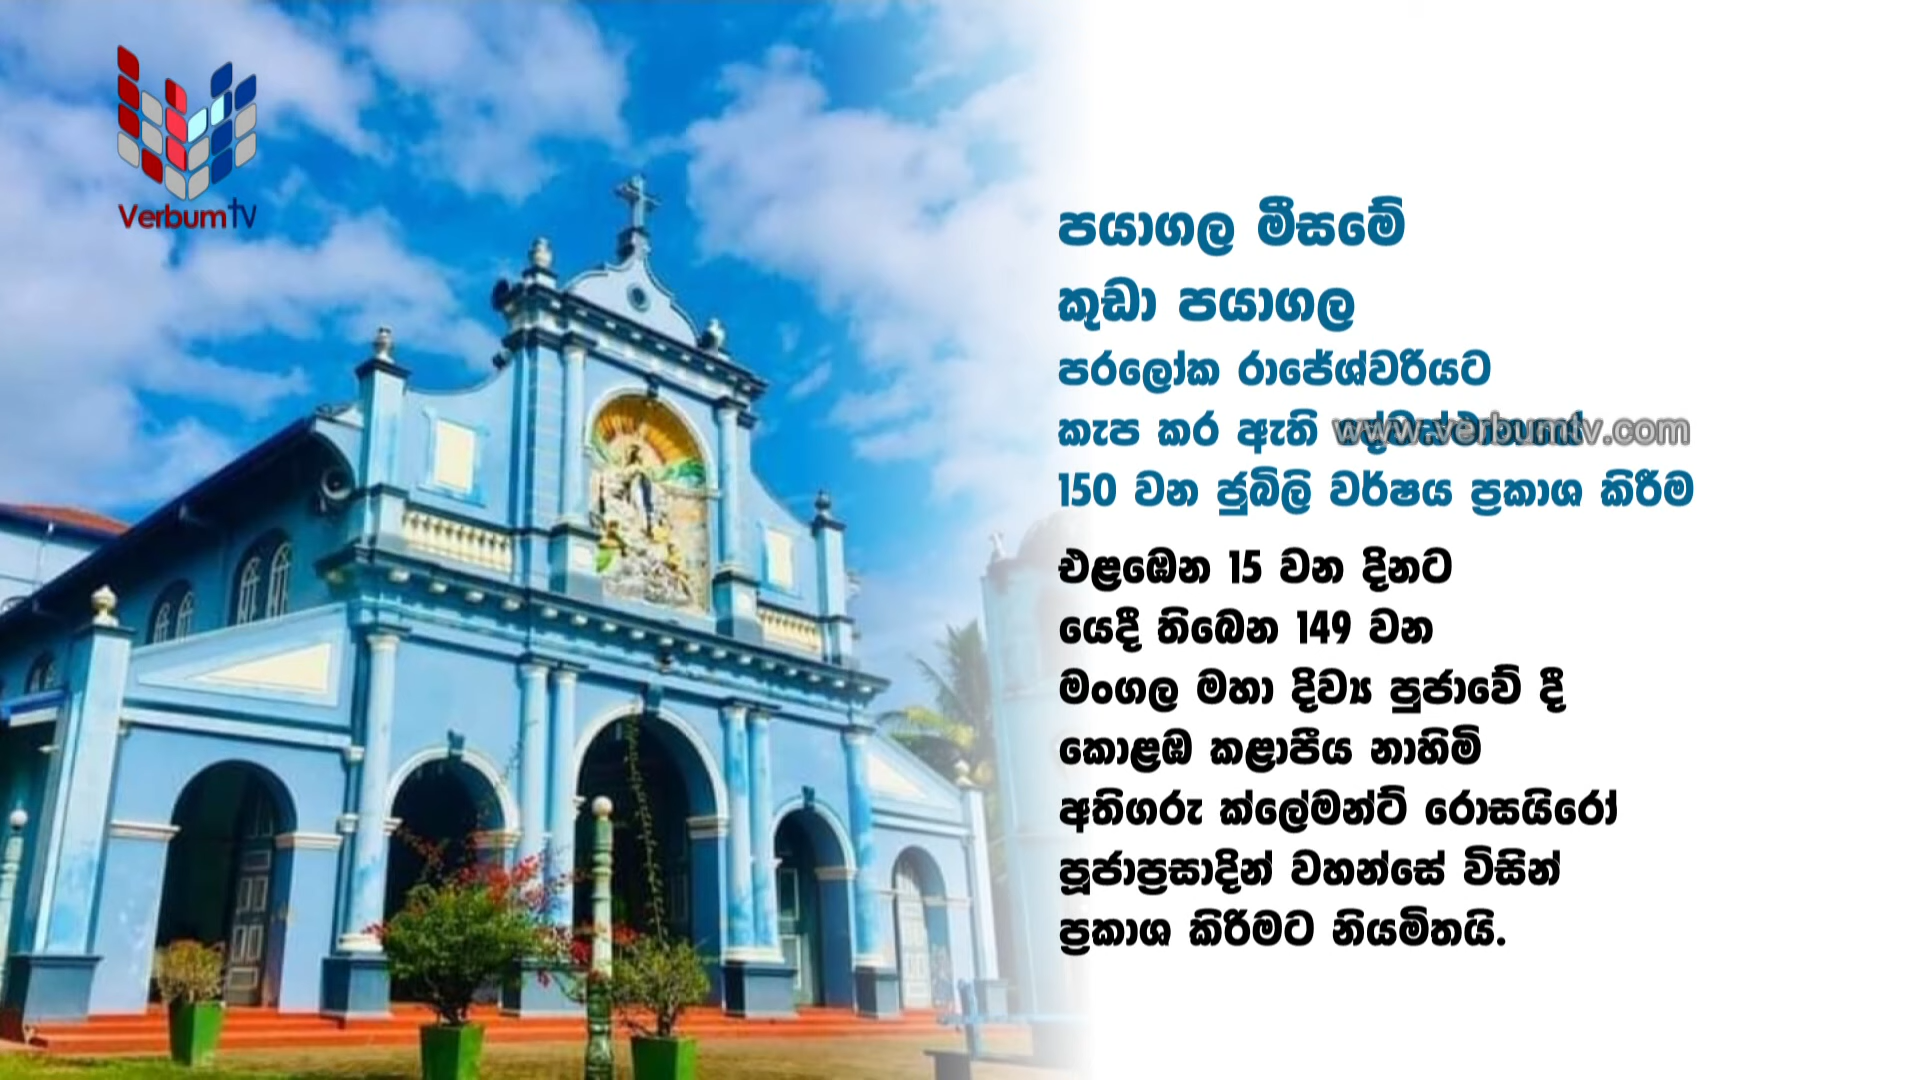 VerbumTV
පයාගල මීසමේ
කුඩා පයාගල
පරලෝක රාජේශ්වරියට
කැප කර ඇති
www.verbumtv.com
150 වන ජුබිලි වර්ෂය ප්‍රකාශ කිරීම
එළඹෙන 15 වන දිනට
යෙදී තිබෙන 149 වන
මංගල මහා දිව්‍ය පුජාවේ දී
කොළඹ කළාපීය නාහිමි
අතිගරු ක්ලේමන්ට් රොසයිරෝ
පූජාප්‍රසාදීන් වහන්සේ විසින්
ප්‍රකාශ කිරීමට නියමිතයි.